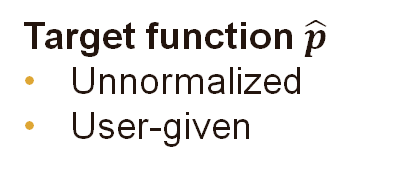 Target function p̂
• Unnormalized
• User-given